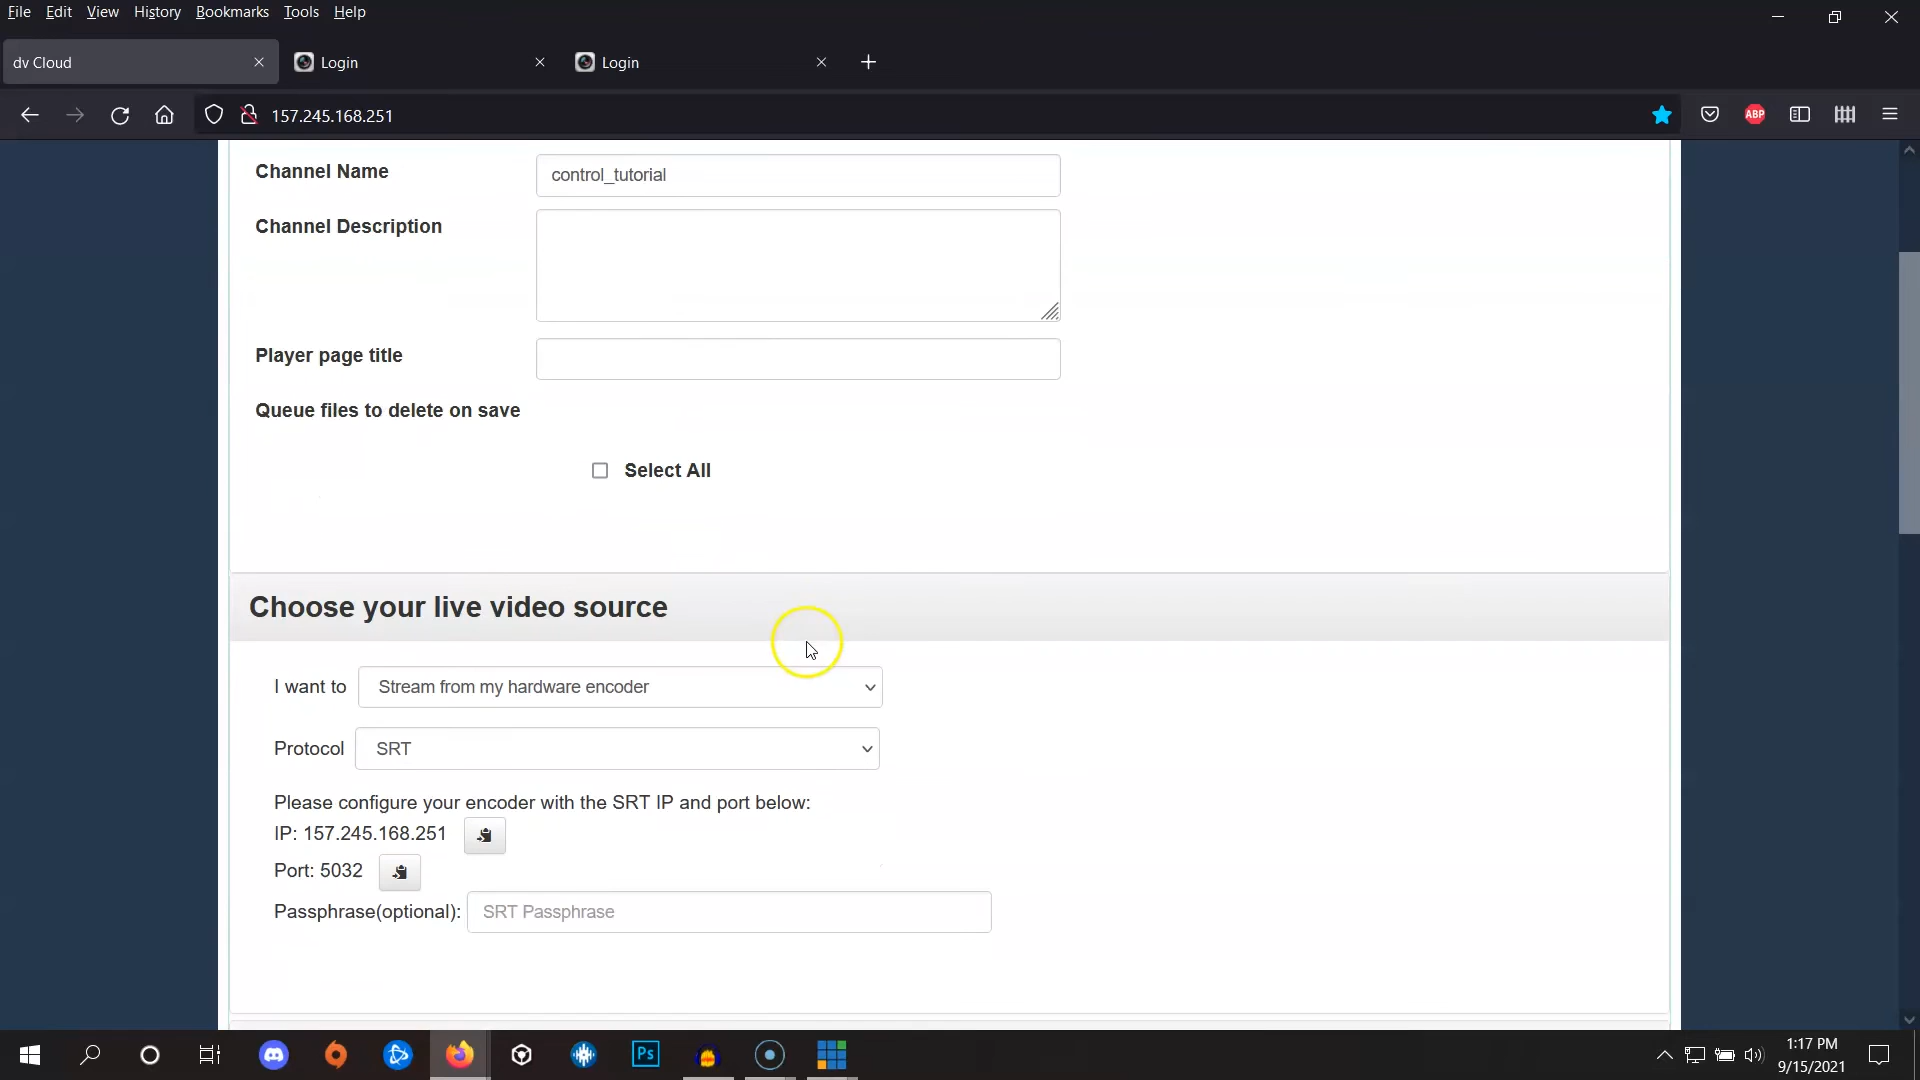 File Edit View History Bookmarks Tools Help
dv Cloud Login Login
157.245.168.251
ABP
Channel Name control_tutorial
Channel Description
Player page title
Queue files to delete on save
Select All
Choose your live video source
I want to Stream from my hardware encoder
Protocol SRT
Please configure your encoder with the SRT IP and port below:
IP: 157.245.168.251
Port: 5032
Passphrase(optional): SRT Passphrase
Ps
1:17 PM
9/15/2021